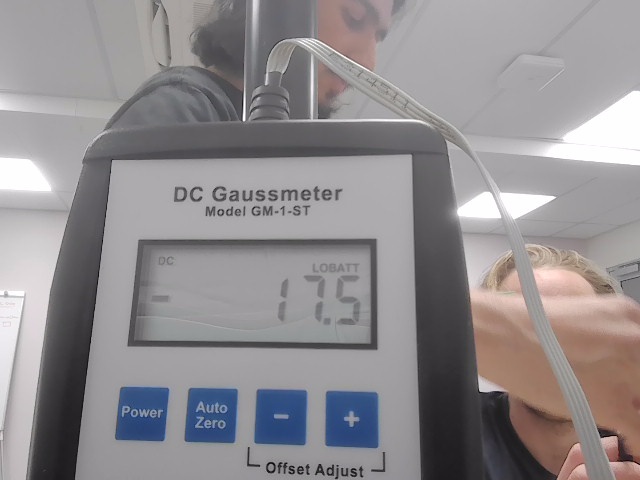 DC Gaussmeter
Model GM-1-ST
DC
LOBATT
- 17.5
Power
Auto
Zero
-
+
Offset Adjust